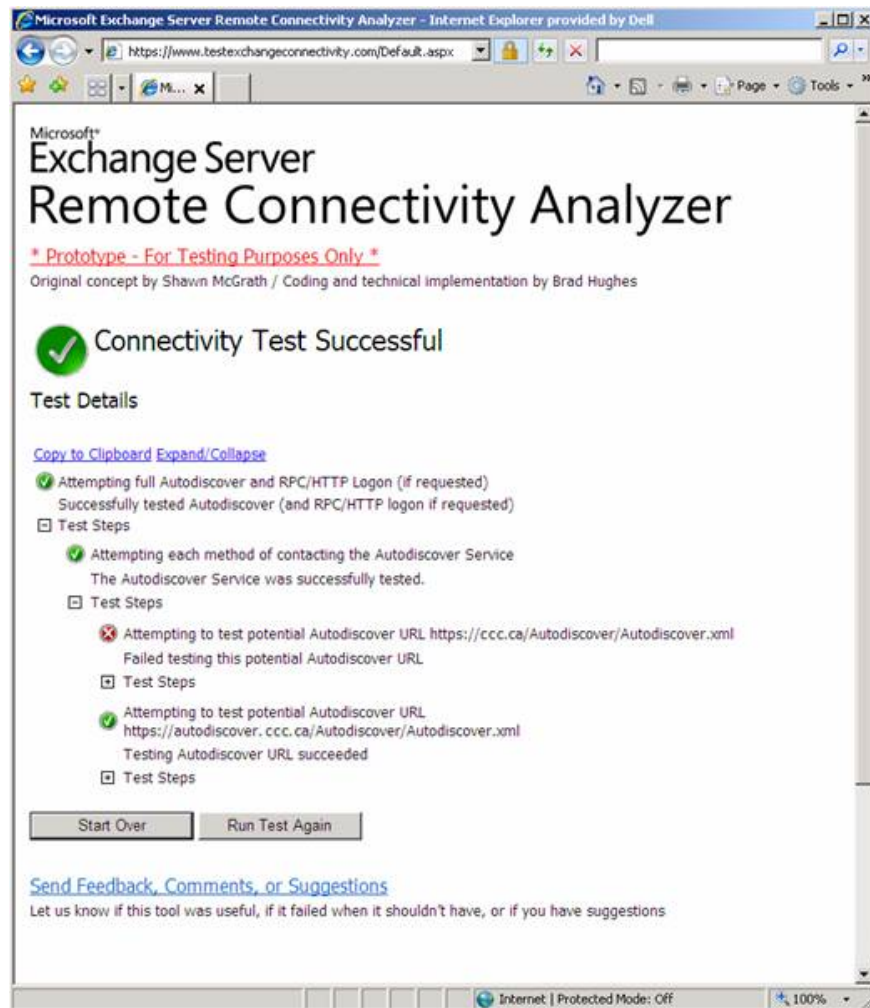 Microsoft Exchange Server Remote Connectivity Analyzer - Internet Explorer provided by Dell
https://www.testexchangeconnectivity.com/Default.aspx
Mi...
Page
Tools
Microsoft®
Exchange Server
Remote Connectivity Analyzer
* Prototype - For Testing Purposes Only *
Original concept by Shawn McGrath / Coding and technical implementation by Brad Hughes
Connectivity Test Successful
Test Details
Copy to Clipboard Expand/Collapse
Attempting full Autodiscover and RPC/HTTP Logon (if requested)
Successfully tested Autodiscover (and RPC/HTTP logon if requested)
Test Steps
Attempting each method of contacting the Autodiscover Service
The Autodiscover Service was successfully tested.
Test Steps
Attempting to test potential Autodiscover URL https://ccc.ca/Autodiscover/Autodiscover.xml
Failed testing this potential Autodiscover URL
Test Steps
Attempting to test potential Autodiscover URL
https://autodiscover.ccc.ca/Autodiscover/Autodiscover.xml
Testing Autodiscover URL succeeded
Test Steps
Start Over Run Test Again
Send Feedback, Comments, or Suggestions
Let us know if this tool was useful, if it failed when it shouldn't have, or if you have suggestions
Internet | Protected Mode: Off 100%